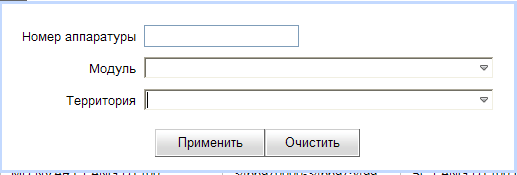 Номер аппаратуры
Модуль
Территория
Применить Очистить